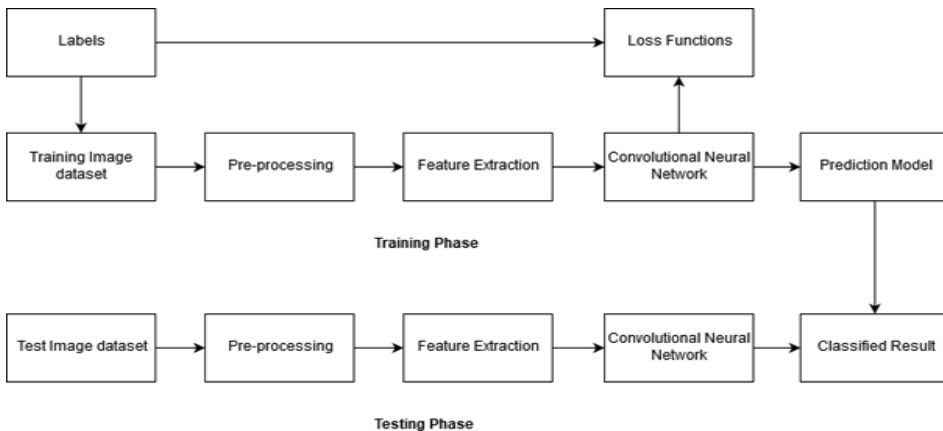 Labels
Loss Functions
Training Image
dataset
Pre-processing
Feature Extraction
Convolutional Neural
Network
Prediction Model
Training Phase
Test Image dataset
Pre-processing
Feature Extraction
Convolutional Neural
Network
Classified Result
Testing Phase